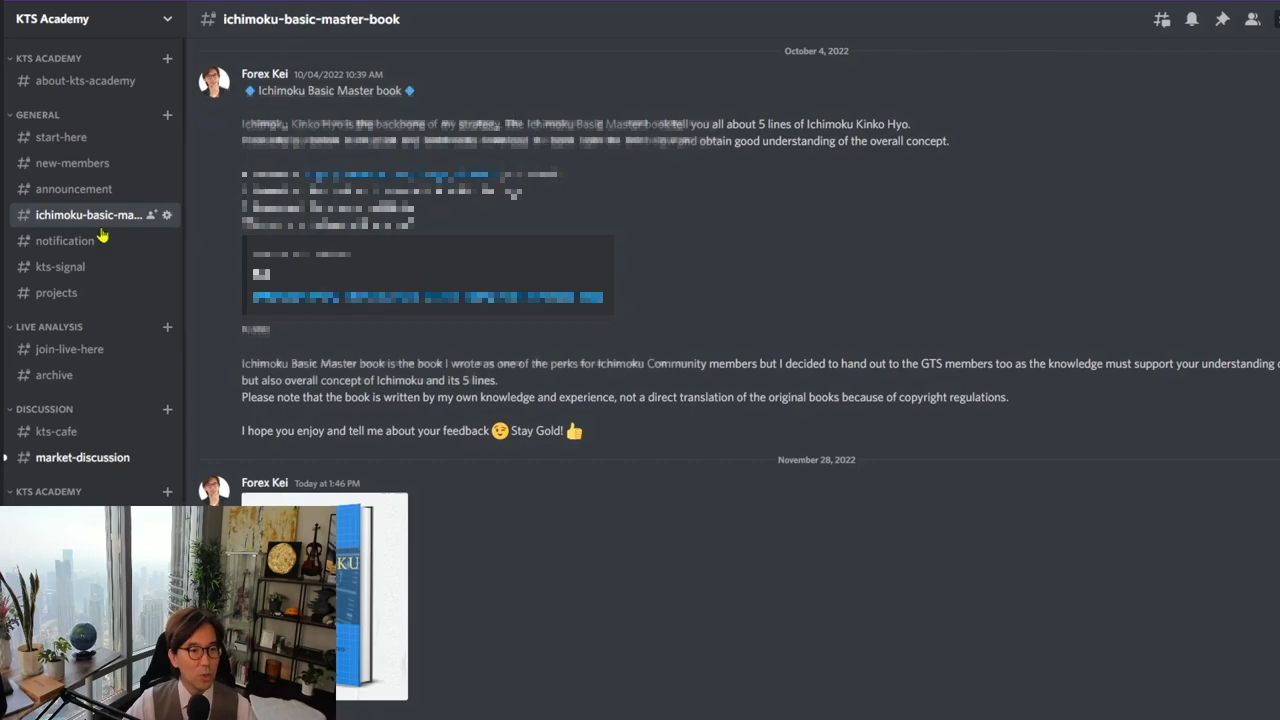 KTS Academy
KTS ACADEMY
about-kts-academy
GENERAL
start-here
new-members
announcement
ichimoku-basic-ma...
notification
kts-signal
projects
LIVE ANALYSIS
join-live-here
archive
DISCUSSION
kts-cafe
market-discussion
KTS ACADEMY
ichimoku-basic-master-book
October 4, 2022
Forex Kei 10/04/2022 10:39 AM
Ichimoku Basic Master book
Ichimoku Kinko Hyo is the backbone of my strategy. The Ichimoku Basic Master book tell you all about 5 lines of Ichimoku Kinko Hyo.
and obtain good understanding of the overall concept.
Note:
Ichimoku Basic Master book is the book I wrote as one of the perks for Ichimoku Community members but I decided to hand out to the GTS members too as the knowledge must support your understanding
but also overall concept of Ichimoku and its 5 lines.
Please note that the book is written by my own knowledge and experience, not a direct translation of the original books because of copyright regulations.
I hope you enjoy and tell me about your feedback 😉 Stay Gold! 👍
November 28, 2022
Forex Kei Today at 1:46 PM
KU